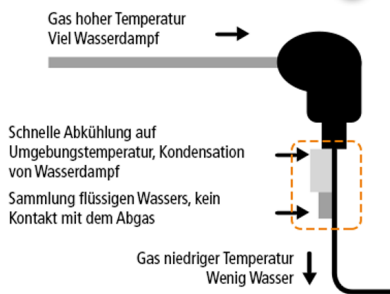 Gas hoher Temperatur
Viel Wasserdampf
Schnelle Abkühlung auf
Umgebungstemperatur, Kondensation
von Wasserdampf
Sammlung flüssigen Wassers, kein
Kontakt mit dem Abgas
Gas niedriger Temperatur
Wenig Wasser